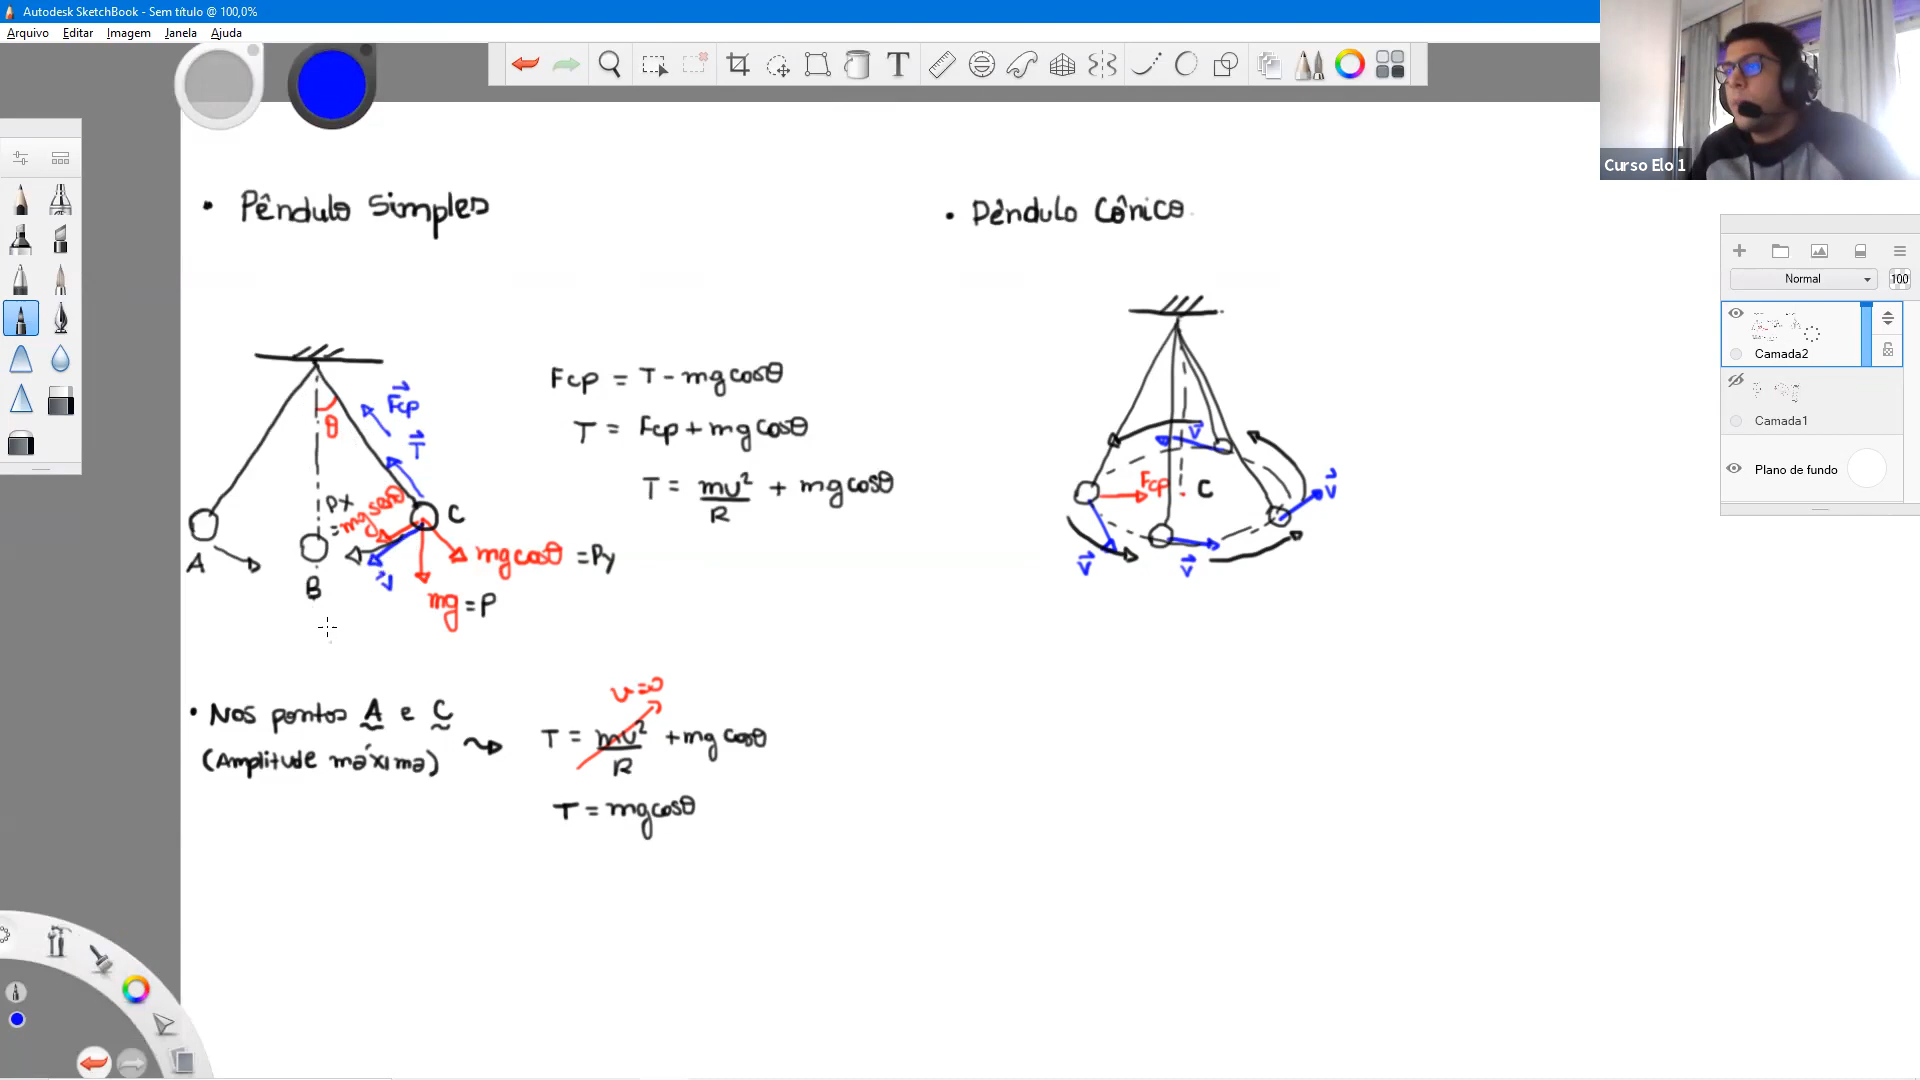 Autodesk SketchBook - Sem título @ 100,0%
Arquivo Editar Imagem Janela Ajuda
T
Curso Elo 1
Normal 100
Camada2
Camada1
Plano de fundo
• Pêndulo Simples
θ
Fcp
T
Px
= mg senθ
C
A
B
V
mg cosθ = Py
mg = P
Fcp = T - mg cosθ
T = Fcp + mg cosθ
T = mv²/R + mg cosθ
• Nos pontos A e C
(Amplitude máxima)
v=0
T = mv²/R + mg cosθ
T = mg cosθ
• Pêndulo Cônico
V
Fcp
C
V
V
V